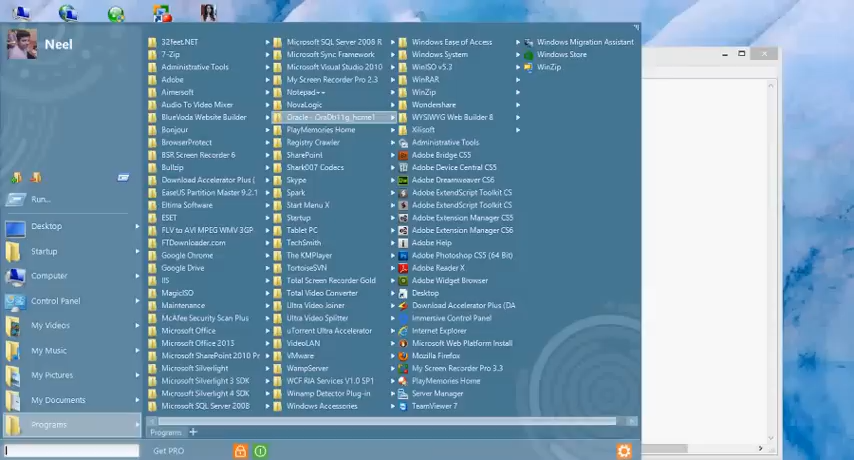 Neel
Run...
Desktop
Startup
Computer
Control Panel
My Videos
My Music
My Pictures
My Documents
Programs
32feet.NET
7-Zip
Administrative Tools
Adobe
Aimersoft
Audio To Video Mixer
BlueVoda Website Builder
Bonjour
BrowserProtect
BSR Screen Recorder 6
Bullzip
Download Accelerator Plus (
EaseUS Partition Master 9.2.1
Eltima Software
ESET
FLV to AVI MPEG WMV 3GP
FTDownloader.com
Google Chrome
Google Drive
IIS
MagicISO
Maintenance
McAfee Security Scan Plus
Microsoft Office
Microsoft Office 2013
Microsoft SharePoint 2010 Pr
Microsoft Silverlight
Microsoft Silverlight 3 SDK
Microsoft Silverlight 4 SDK
Microsoft SQL Server 2008
Microsoft SQL Server 2008 R
Microsoft Sync Framework
Microsoft Visual Studio 2010
My Screen Recorder Pro 2.3
Notepad++
NovaLogic
Oracle - OraDb11g_home1
PlayMemories Home
Registry Crawler
SharePoint
Shark007 Codecs
Skype
Spark
Start Menu X
Startup
Tablet PC
TechSmith
The KMPlayer
TortoiseSVN
Total Screen Recorder Gold
Total Video Converter
Ultra Video Joiner
Ultra Video Splitter
uTorrent Ultra Accelerator
VideoLAN
VMware
WampServer
WCF RIA Services V1.0 SP1
Winamp Detector Plug-in
Windows Accessories
Windows Ease of Access
Windows System
WinISO v5.3
WinRAR
WinZip
Wondershare
WYSIWYG Web Builder 8
Xilisoft
Administrative Tools
Adobe Bridge CS5
Adobe Device Central CS5
Adobe Dreamweaver CS6
Adobe ExtendScript Toolkit CS
Adobe ExtendScript Toolkit CS
Adobe Extension Manager CS5
Adobe Extension Manager CS6
Adobe Help
Adobe Photoshop CS5 (64 Bit)
Adobe Reader X
Adobe Widget Browser
Desktop
Download Accelerator Plus (DA
Immersive Control Panel
Internet Explorer
Microsoft Web Platform Install
Mozilla Firefox
My Screen Recorder Pro 3.3
PlayMemories Home
Server Manager
TeamViewer 7
Windows Migration Assistant
Windows Store
WinZip
Programs +
Get PRO